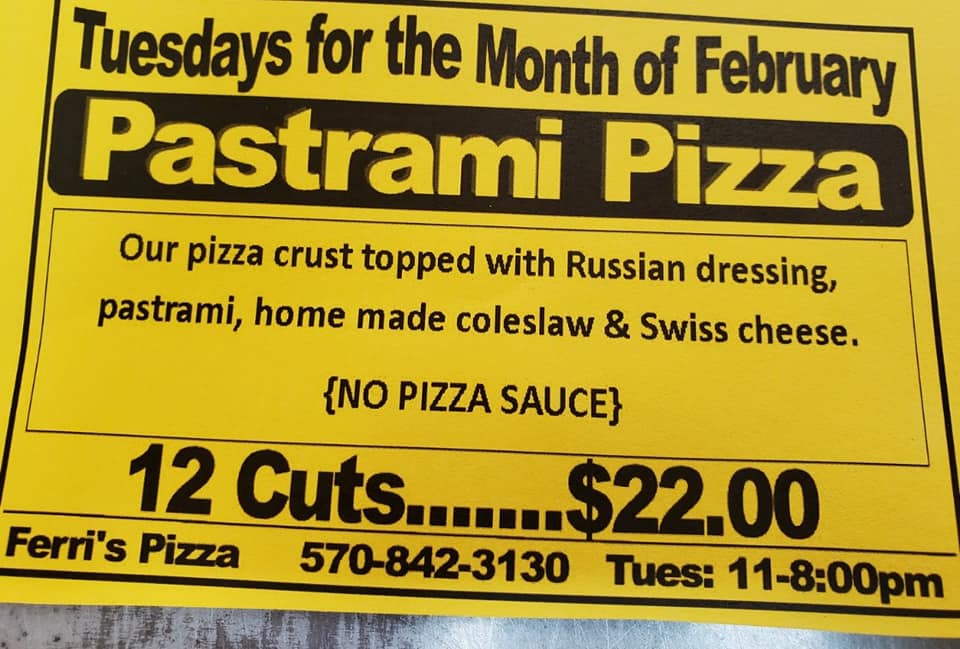 Tuesdays for the Month of February
Pastrami Pizza
Our pizza crust topped with Russian dressing,
pastrami, home made coleslaw & Swiss cheese.
{NO PIZZA SAUCE}
12 Cuts.......$22.00
Ferri's Pizza 570-842-3130 Tues: 11-8:00pm